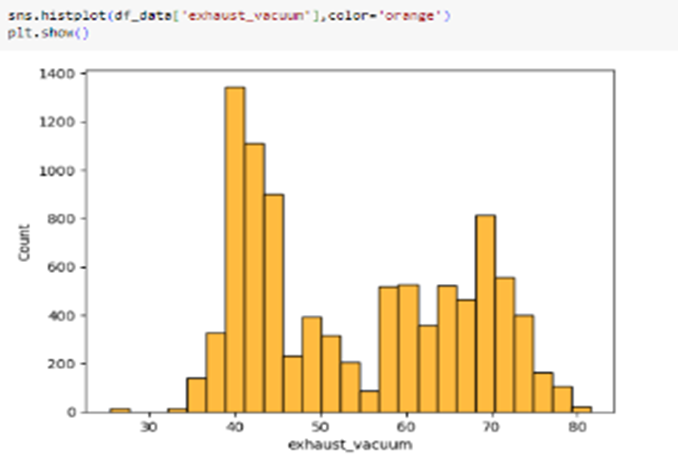 sns.histplot(df_data['exhaust_vacuum'],color='orange')
plt.show()
1400
1200
1000
800
600
400
200
0
Count
30 40 50 60 70 80
exhaust_vacuum